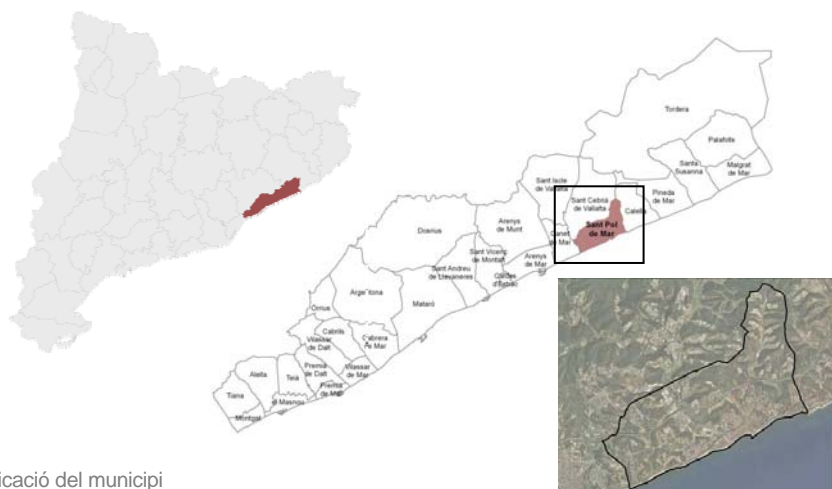 Tordera
Palafolls
Santa
Susanna
Malgrat
de Mar
Pineda
de Mar
Calella
Sant Iscle
de Vallalta
Sant Cebrià
de Vallalta
Sant Pol
de Mar
Canet
de Mar
Arenys
de Munt
Arenys
de Mar
Sant Vicenç
de Montalt
Caldes
d'Estrac
Sant Andreu
de Llavaneres
Dosrius
Mataró
Argentona
Òrrius
Cabrils
Cabrera
de Mar
Vilassar
de Dalt
Vilassar
de Mar
Premià
de Dalt
Premià
de Mar
Teià
Alella
el Masnou
Tiana
Montgat
icació del municipi